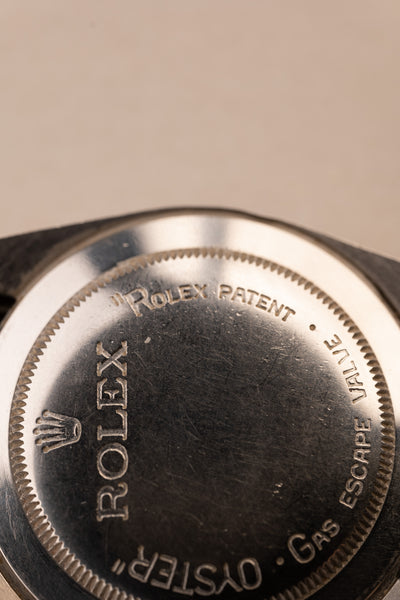 "ROLEX PATENT ·
GAS ESCAPE VALVE ·
OYSTER"
ROLEX